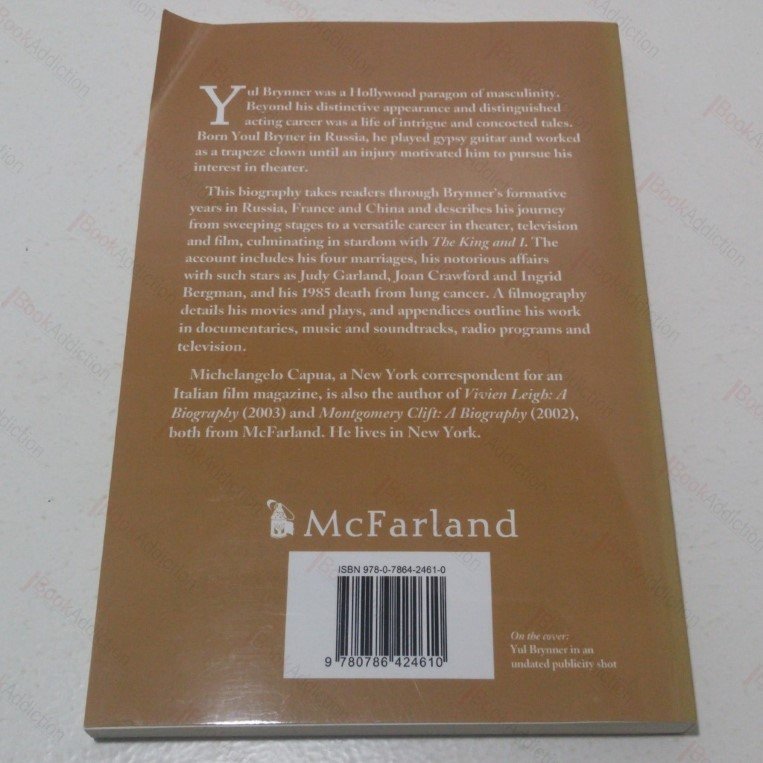 Yul Brynner was a Hollywood paragon of masculinity.
Beyond his distinctive appearance and distinguished
acting career was a life of intrigue and concocted tales.
Born Youl Bryner in Russia, he played gypsy guitar and worked
as a trapeze clown until an injury motivated him to pursue his
interest in theater.
This biography takes readers through Brynner's formative
years in Russia, France and China and describes his journey
from sweeping stages to a versatile career in theater, television
and film, culminating in stardom with The King and I. The
account includes his four marriages, his notorious affairs
with such stars as Judy Garland, Joan Crawford and Ingrid
Bergman, and his 1985 death from lung cancer. A filmography
details his movies and plays, and appendices outline his work
in documentaries, music and soundtracks, radio programs and
television.
Michelangelo Capua, a New York correspondent for an
Italian film magazine, is also the author of Vivien Leigh: A
Biography (2003) and Montgomery Clift: A Biography (2002),
both from McFarland. He lives in New York.
McFarland
ISBN 978-0-7864-2461-0
9 780786 424610
On the cover:
Yul Brynner in an
undated publicity shot
BookAddiction